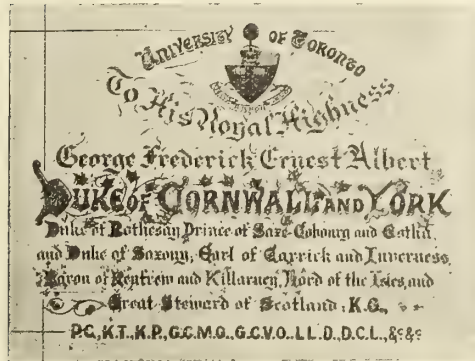 UNIVERSITY OF TORONTO
To His Royal Highness
George Frederick Ernest Albert
DUKE OF CORNWALL AND YORK
Duke of Rothesay, Prince of Saxe-Cobourg and Gotha
and Duke of Saxony, Earl of Carrick and Inverness,
Baron of Renfrew and Killarney, Lord of the Isles and
Great Steward of Scotland, K.G.,
P.C., K.T., K.P., G.C.M.G., G.C.V.O., LL.D., D.C.L., &c &c